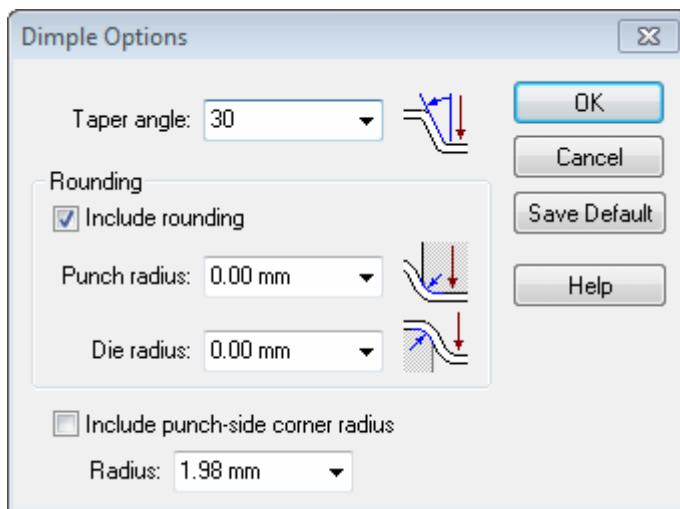 Dimple Options
Taper angle: 30
OK
Cancel
Rounding
Include rounding
Save Default
Punch radius: 0.00 mm
Help
Die radius: 0.00 mm
Include punch-side corner radius
Radius: 1.98 mm